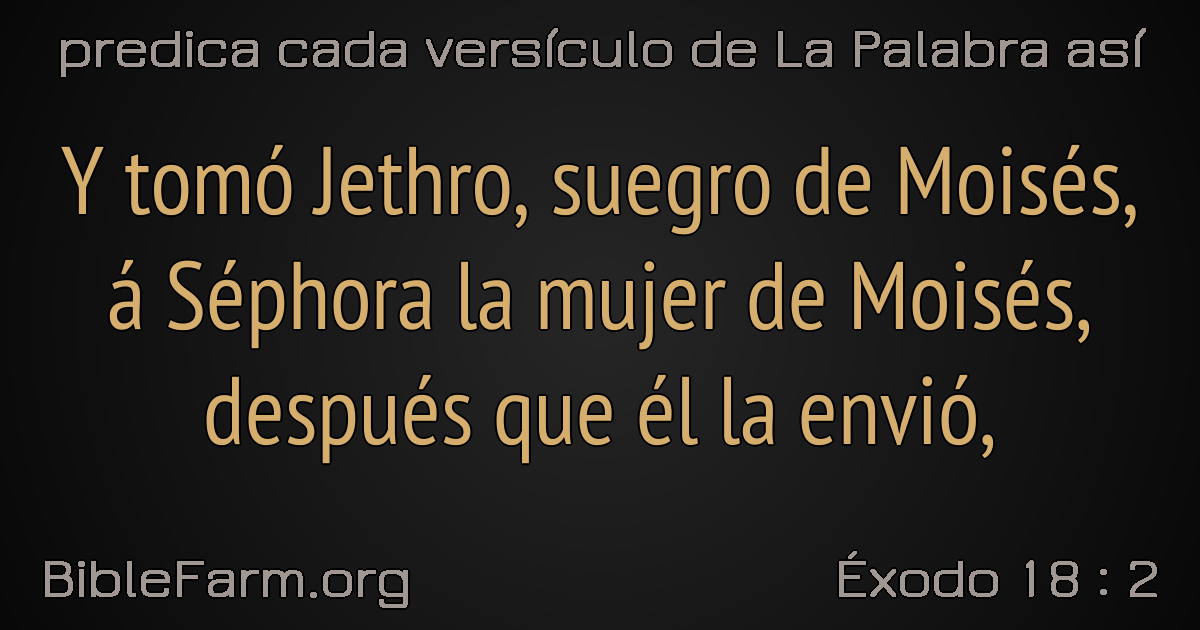 predica cada versículo de La Palabra así
Y tomó Jethro, suegro de Moisés,
á Séphora la mujer de Moisés,
después que él la envió,
BibleFarm.org
Éxodo 18 : 2